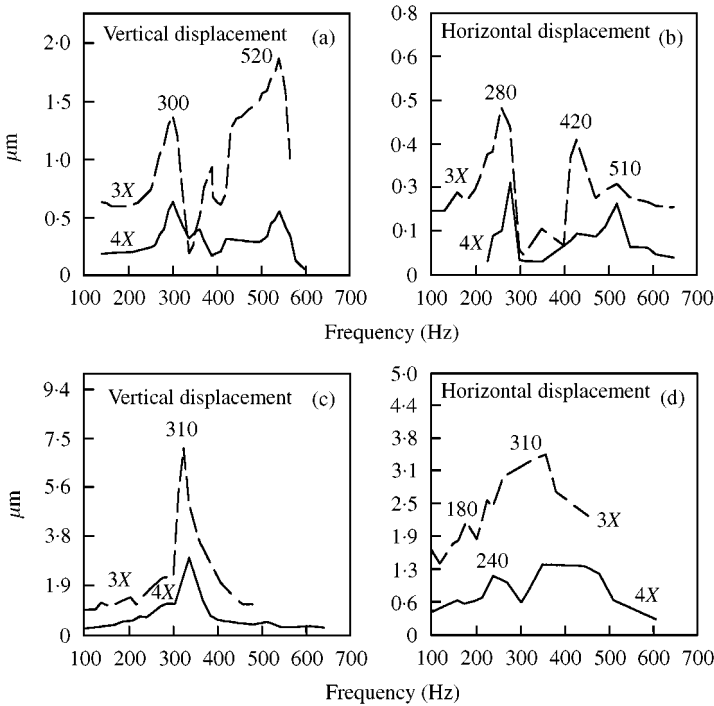 Vertical displacement (a)
2·0
1·5
1·0
0·5
0
μm
300
520
3X
4X
100 200 300 400 500 600 700
Horizontal displacement (b)
0·8
0·6
0·5
0·4
0·3
0·1
0
280
420
510
3X
4X
100 200 300 400 500 600 700
Frequency (Hz)
Vertical displacement (c)
9·4
7·5
5·6
3·8
1·9
0
μm
310
3X
4X
100 200 300 400 500 600 700
Horizontal displacement (d)
5·0
4·4
3·8
3·1
2·5
1·9
1·3
0·6
0
310
180
3X
240
4X
100 200 300 400 500 600 700
Frequency (Hz)